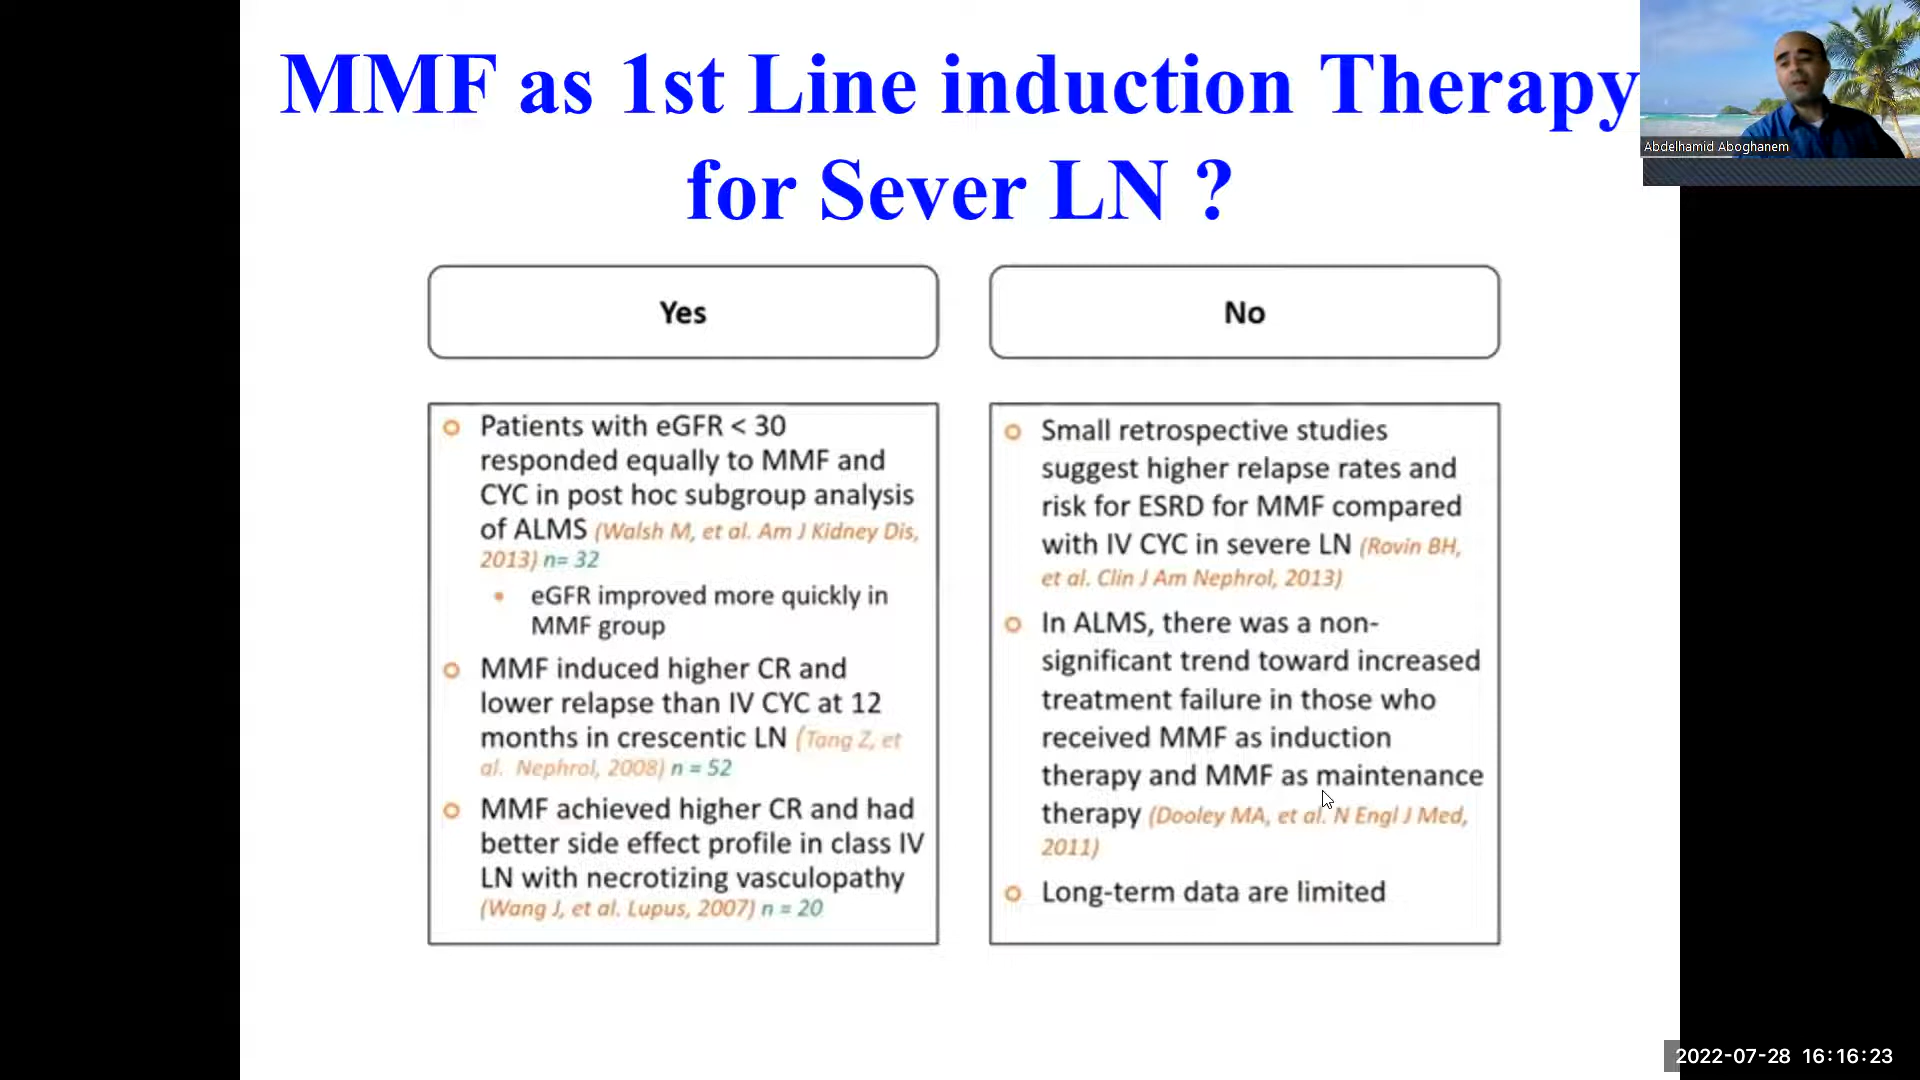 MMF as 1st Line induction Therapy
for Sever LN ?
Abdelhamid Aboghanem
Yes
Patients with eGFR < 30
responded equally to MMF and
CYC in post hoc subgroup analysis
of ALMS (Walsh M, et al. Am J Kidney Dis,
2013) n= 32
eGFR improved more quickly in
MMF group
MMF induced higher CR and
lower relapse than IV CYC at 12
months in crescentic LN (Tang Z, et
al. Nephrol, 2008) n = 52
MMF achieved higher CR and had
better side effect profile in class IV
LN with necrotizing vasculopathy
(Wang J, et al. Lupus, 2007) n = 20
No
Small retrospective studies
suggest higher relapse rates and
risk for ESRD for MMF compared
with IV CYC in severe LN (Rovin BH,
et al. Clin J Am Nephrol, 2013)
In ALMS, there was a non-
significant trend toward increased
treatment failure in those who
received MMF as induction
therapy and MMF as maintenance
therapy (Dooley MA, et al. N Engl J Med,
2011)
Long-term data are limited
2022-07-28 16:16:23